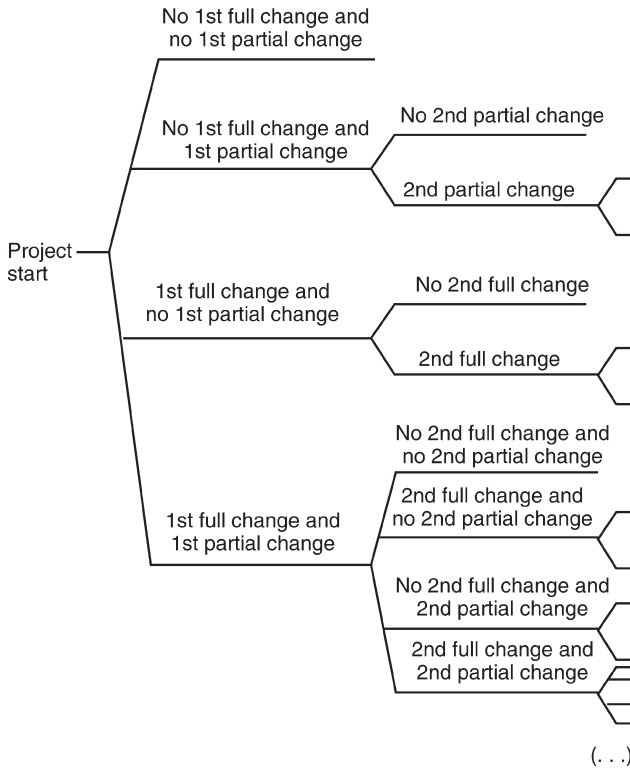 No 1st full change and
no 1st partial change
No 1st full change and
1st partial change
No 2nd partial change
2nd partial change
Project
start
1st full change and
no 1st partial change
No 2nd full change
2nd full change
No 2nd full change and
no 2nd partial change
2nd full change and
no 2nd partial change
1st full change and
1st partial change
No 2nd full change and
2nd partial change
2nd full change and
2nd partial change
(. . .)